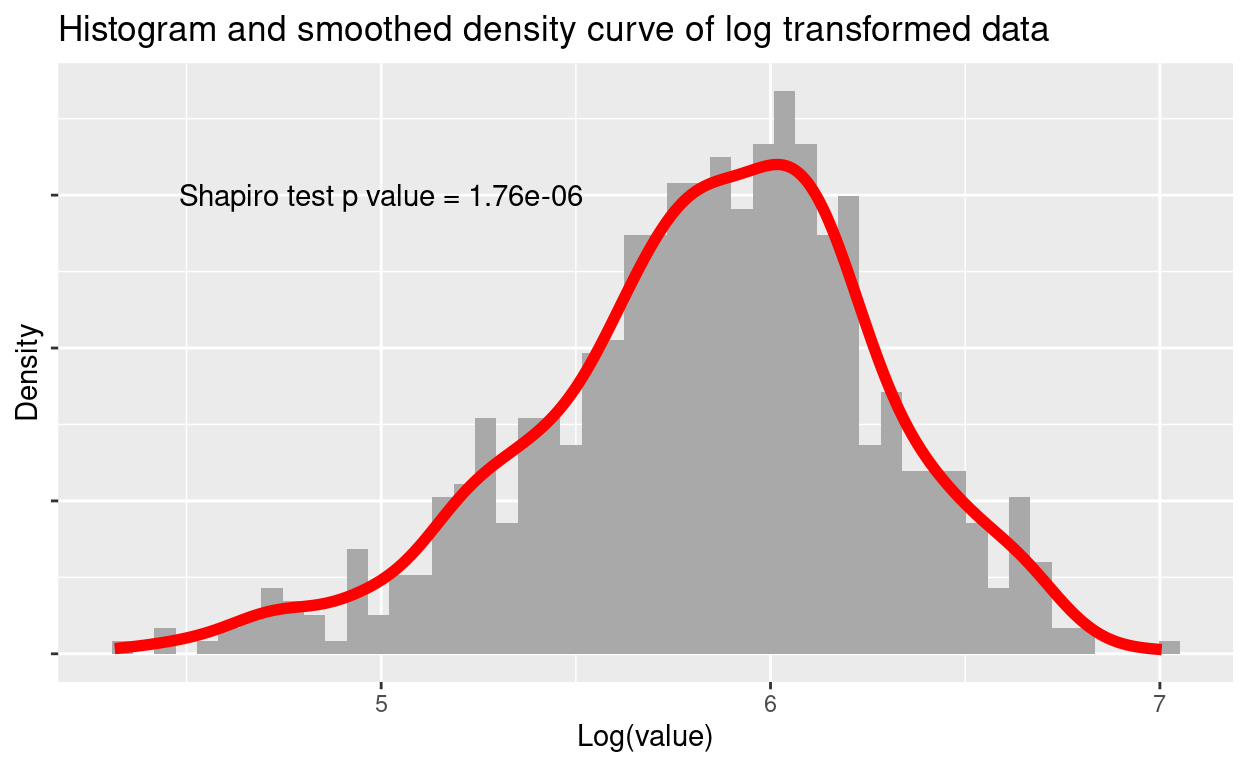 Histogram and smoothed density curve of log transformed data
Shapiro test p value = 1.76e-06
Density
5 6 7
Log(value)